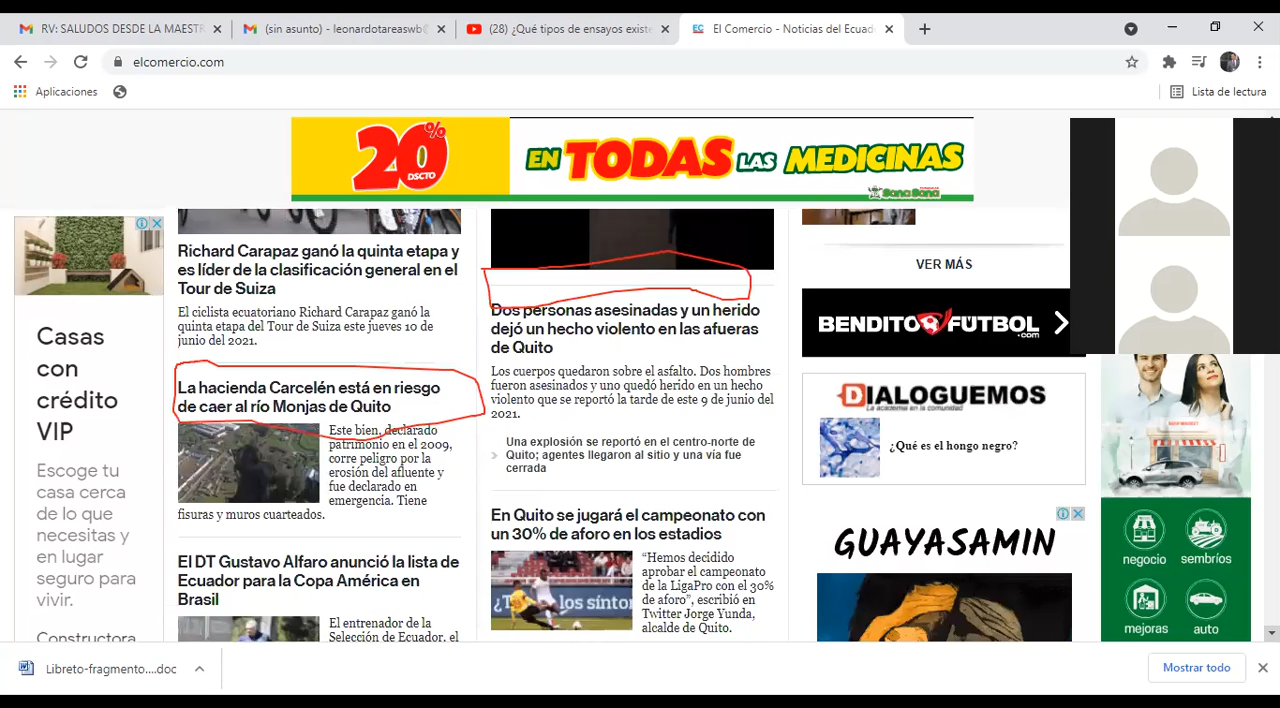 RV: SALUDOS DESDE LA MAESTR
(sin asunto) - leonardotareaswb@
(28) ¿Qué tipos de ensayos existe
EC El Comercio - Noticias del Ecuad
elcomercio.com
Aplicaciones
Lista de lectura
20%
DSCTO
EN TODAS LAS MEDICINAS
SanaSana
Casas
con
crédito
VIP
Escoge tu
casa cerca
de lo que
necesitas y
en lugar
seguro para
vivir.
Constructora
Richard Carapaz ganó la quinta etapa y
es líder de la clasificación general en el
Tour de Suiza
El ciclista ecuatoriano Richard Carapaz ganó la
quinta etapa del Tour de Suiza este jueves 10 de
junio del 2021.
La hacienda Carcelén está en riesgo
de caer al río Monjas de Quito
Este bien, declarado
patrimonio en el 2009,
corre peligro por la
erosión del afluente y
fue declarado en
emergencia. Tiene
fisuras y muros cuarteados.
El DT Gustavo Alfaro anunció la lista de
Ecuador para la Copa América en
Brasil
El entrenador de la
Selección de Ecuador, el
Dos personas asesinadas y un herido
dejó un hecho violento en las afueras
de Quito
Los cuerpos quedaron sobre el asfalto. Dos hombres
fueron asesinados y uno quedó herido en un hecho
violento que se reportó la tarde de este 9 de junio del
2021.
Una explosión se reportó en el centro-norte de
Quito; agentes llegaron al sitio y una vía fue
cerrada
En Quito se jugará el campeonato con
un 30% de aforo en los estadios
¿T
los sínto
“Hemos decidido
aprobar el campeonato
de la LigaPro con el 30%
de aforo”, escribió en
Twitter Jorge Yunda,
alcalde de Quito.
VER MÁS
BENDITO FÚTBOL
.com
DIALOGUEMOS
La academia en la comunidad
¿Qué es el hongo negro?
GUAYASAMIN
negocio
sembríos
mejoras
auto
Libreto-fragmento....doc
Mostrar todo